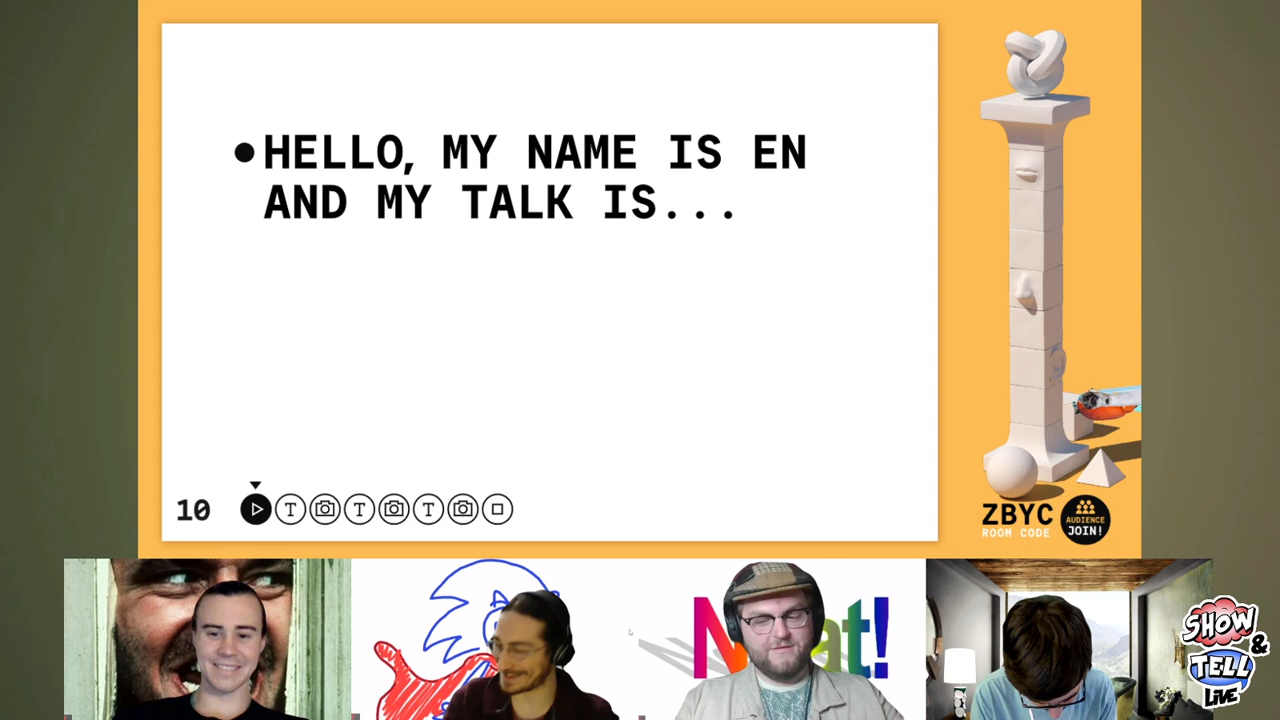 HELLO, MY NAME IS EN
AND MY TALK IS...
10
T
T
T
ZBYC
ROOM CODE
AUDIENCE
JOIN!
SHOW
&
TELL
LIVE